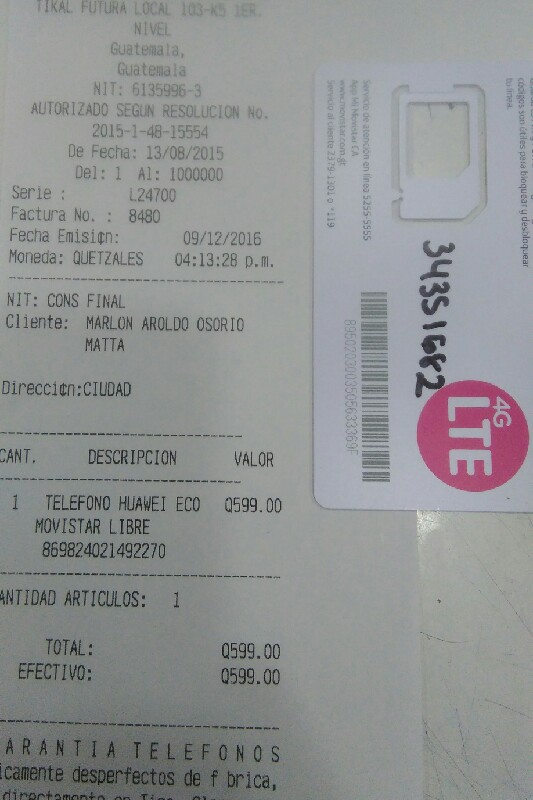 TIKAL FUTURA LOCAL 103-K5 1ER.
NIVEL
Guatemala,
Guatemala
NIT: 6135996-3
AUTORIZADO SEGUN RESOLUCION No.
2015-1-48-15554
De Fecha: 13/08/2015
Del: 1 Al: 1000000
Serie : L24700
Factura No. : 8480
Fecha Emisi¢n: 09/12/2016
Moneda: QUETZALES 04:13:28 p.m.
NIT: CONS FINAL
Cliente: MARLON AROLDO OSORIO
MATTA
Direcci¢n:CIUDAD
CANT. DESCRIPCION VALOR
1 TELEFONO HUAWEI ECO Q599.00
MOVISTAR LIBRE
869824021492270
ANTIDAD ARTICULOS: 1
TOTAL: Q599.00
EFECTIVO: Q599.00
ARANTIA TELEFONOS
icamente desperfectos de f brica,
directamente en
códigos son útiles para bloquear y desbloquear
tu línea.
Servicio de atención en línea 5255-5555
App Mi Movistar CA
www.movistar.com.gt
Servicio al cliente 2379-1301 o *119
34351682
4G
LTE